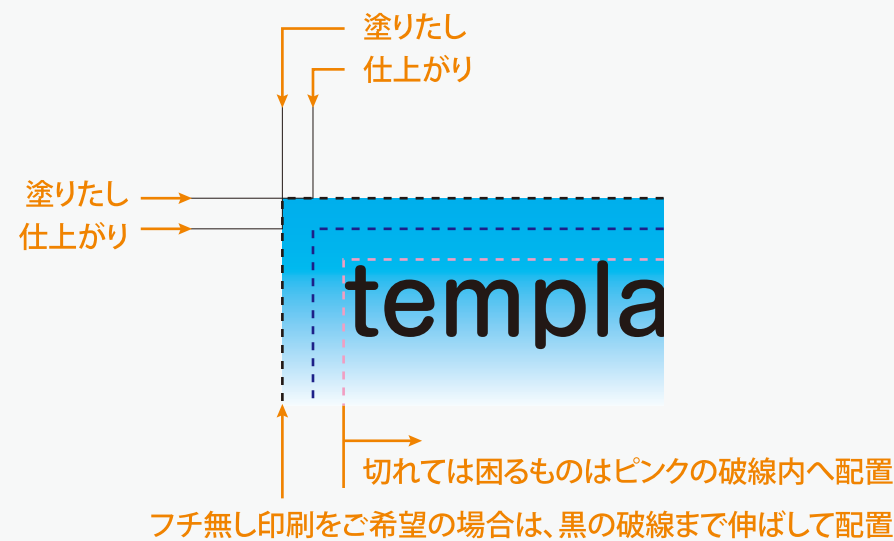 塗りたし
仕上がり
塗りたし
仕上がり
templa
切れては困るものはピンクの破線内へ配置
フチ無し印刷をご希望の場合は、黒の破線まで伸ばして配置